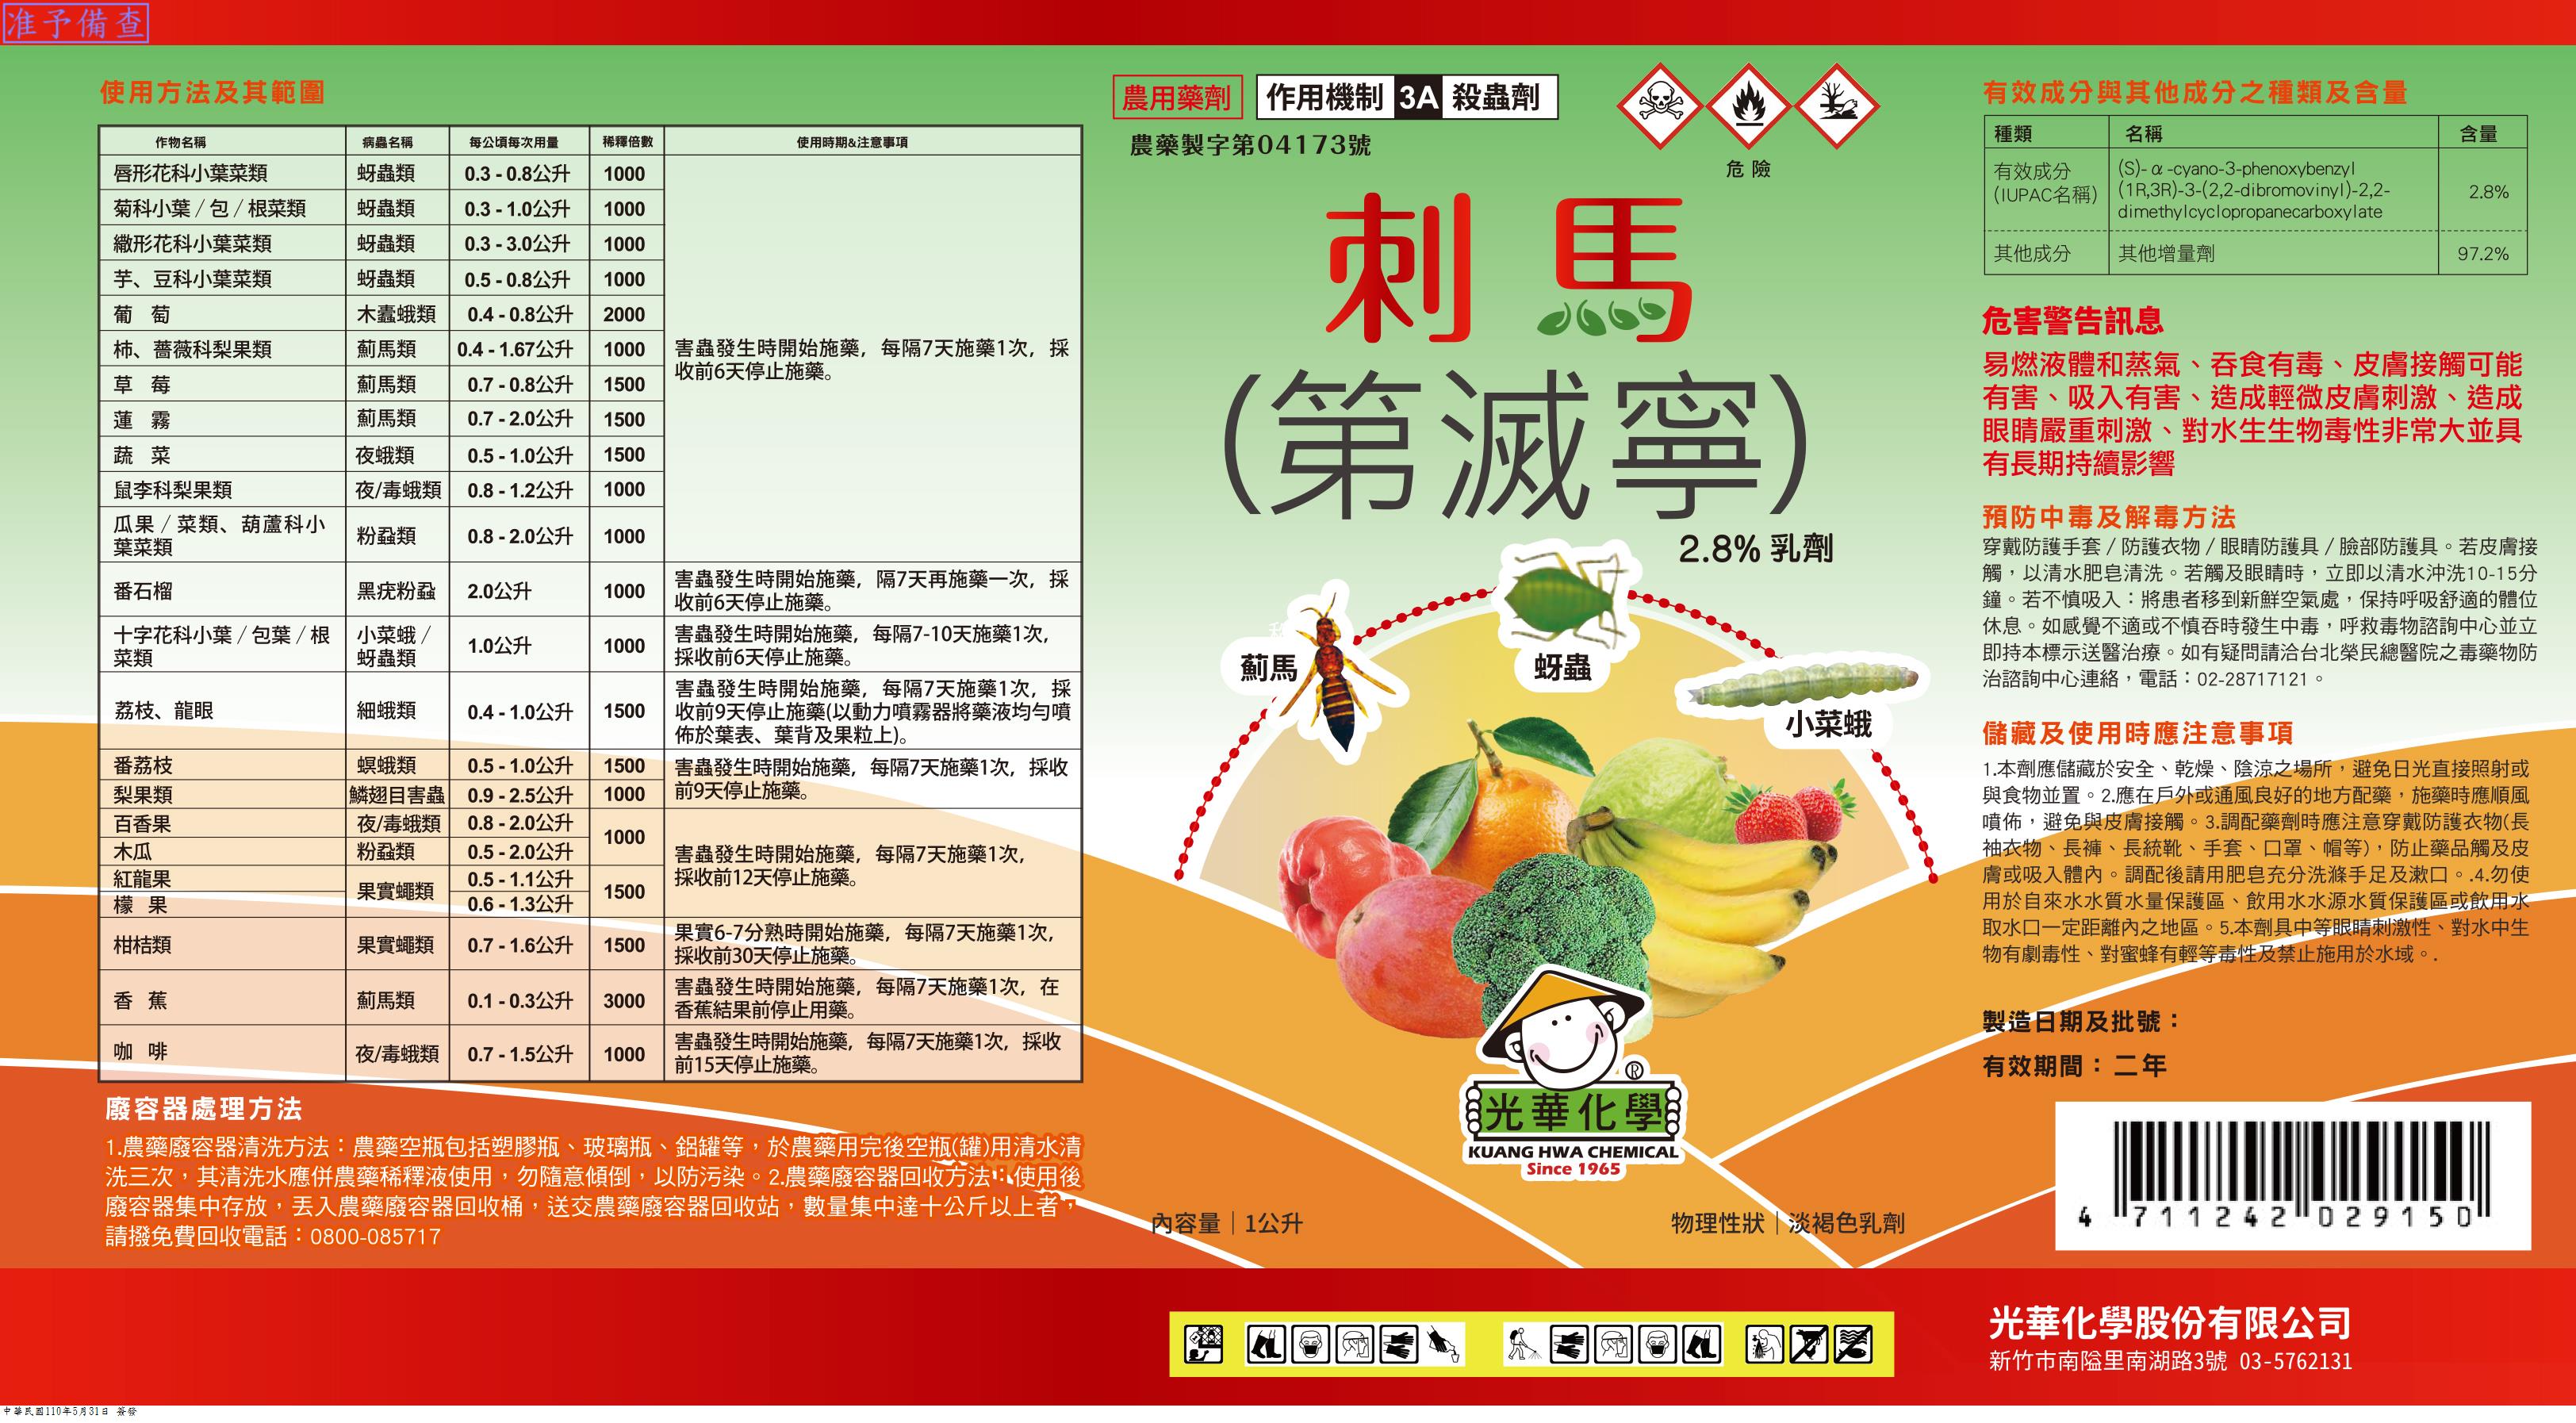 准予備查
使用方法及其範圍
作物名稱 病蟲名稱 每公頃每次用量 稀釋倍數 使用時期&注意事項
唇形花科小葉菜類 蚜蟲類 0.3 - 0.8公升 1000
菊科小葉／包／根菜類 蚜蟲類 0.3 - 1.0公升 1000
繖形花科小葉菜類 蚜蟲類 0.3 - 3.0公升 1000
芋、豆科小葉菜類 蚜蟲類 0.5 - 0.8公升 1000
葡 萄 木蠹蛾類 0.4 - 0.8公升 2000
柿、薔薇科梨果類 薊馬類 0.4 - 1.67公升 1000
草 莓 薊馬類 0.7 - 0.8公升 1500
蓮 霧 薊馬類 0.7 - 2.0公升 1500
蔬 菜 夜蛾類 0.5 - 1.0公升 1500
鼠李科梨果類 夜/毒蛾類 0.8 - 1.2公升 1000
瓜果／菜類、葫蘆科小
葉菜類 粉蝨類 0.8 - 2.0公升 1000
害蟲發生時開始施藥，每隔7天施藥1次，採
收前6天停止施藥。
番石榴 黑疣粉蝨 2.0公升 1000
害蟲發生時開始施藥，隔7天再施藥一次，採
收前6天停止施藥。
十字花科小葉／包葉／根
菜類
小菜蛾／
蚜蟲類
1.0公升 1000
害蟲發生時開始施藥，每隔7-10天施藥1次，
採收前6天停止施藥。
荔枝、龍眼 細蛾類 0.4 - 1.0公升 1500
害蟲發生時開始施藥，每隔7天施藥1次，採
收前9天停止施藥(以動力噴霧器將藥液均勻噴
佈於葉表、葉背及果粒上)。
番荔枝 螟蛾類 0.5 - 1.0公升 1500
梨果類 鱗翅目害蟲 0.9 - 2.5公升 1000
害蟲發生時開始施藥，每隔7天施藥1次，採收
前9天停止施藥。
百香果 夜/毒蛾類 0.8 - 2.0公升
1000
木瓜 粉蝨類 0.5 - 2.0公升
紅龍果 0.5 - 1.1公升
果實蠅類 1500
檬 果 0.6 - 1.3公升
害蟲發生時開始施藥，每隔7天施藥1次，
採收前12天停止施藥。
柑桔類 果實蠅類 0.7 - 1.6公升 1500
果實6-7分熟時開始施藥，每隔7天施藥1次，
採收前30天停止施藥。
香 蕉 薊馬類 0.1 - 0.3公升 3000
害蟲發生時開始施藥，每隔7天施藥1次，在
香蕉結果前停止用藥。
咖 啡 夜/毒蛾類 0.7 - 1.5公升 1000
害蟲發生時開始施藥，每隔7天施藥1次，採收
前15天停止施藥。
廢容器處理方法
1.農藥廢容器清洗方法：農藥空瓶包括塑膠瓶、玻璃瓶、鋁罐等，於農藥用完後空瓶(罐)用清水清
洗三次，其清洗水應併農藥稀釋液使用，勿隨意傾倒，以防污染。2.農藥廢容器回收方法：使用後
廢容器集中存放，丟入農藥廢容器回收桶，送交農藥廢容器回收站，數量集中達十公斤以上者，
請撥免費回收電話：0800-085717
農用藥劑 作用機制 3A 殺蟲劑
農藥製字第04173號
危險
刺馬
(第滅寧)
2.8% 乳劑
薊馬
蚜蟲
小菜蛾
®
光華化學
KUANG HWA CHEMICAL
Since 1965
內容量｜1公升
物理性狀｜淡褐色乳劑
有效成分與其他成分之種類及含量
種類 名稱 含量
有效成分
(IUPAC名稱)
(S)-α-cyano-3-phenoxybenzyl
(1R,3R)-3-(2,2-dibromovinyl)-2,2-
dimethylcyclopropanecarboxylate
2.8%
其他成分 其他增量劑 97.2%
危害警告訊息
易燃液體和蒸氣、吞食有毒、皮膚接觸可能
有害、吸入有害、造成輕微皮膚刺激、造成
眼睛嚴重刺激、對水生生物毒性非常大並具
有長期持續影響
預防中毒及解毒方法
穿戴防護手套／防護衣物／眼睛防護具／臉部防護具。若皮膚接
觸，以清水肥皂清洗。若觸及眼睛時，立即以清水沖洗10-15分
鐘。若不慎吸入：將患者移到新鮮空氣處，保持呼吸舒適的體位
休息。如感覺不適或不慎吞時發生中毒，呼救毒物諮詢中心並立
即持本標示送醫治療。如有疑問請洽台北榮民總醫院之毒藥物防
治諮詢中心連絡，電話：02-28717121。
儲藏及使用時應注意事項
1.本劑應儲藏於安全、乾燥、陰涼之場所，避免日光直接照射或
與食物並置。2.應在戶外或通風良好的地方配藥，施藥時應順風
噴佈，避免與皮膚接觸。3.調配藥劑時應注意穿戴防護衣物(長
袖衣物、長褲、長統靴、手套、口罩、帽等)，防止藥品觸及皮
膚或吸入體內。調配後請用肥皂充分洗滌手足及漱口。.4.勿使
用於自來水水質水量保護區、飲用水水源水質保護區或飲用水
取水口一定距離內之地區。5.本劑具中等眼睛刺激性、對水中生
物有劇毒性、對蜜蜂有輕等毒性及禁止施用於水域。.
製造日期及批號：
有效期間：二年
4 711242 029150
光華化學股份有限公司
新竹市南隘里南湖路3號 03-5762131
中華民國110年5月31日 簽發